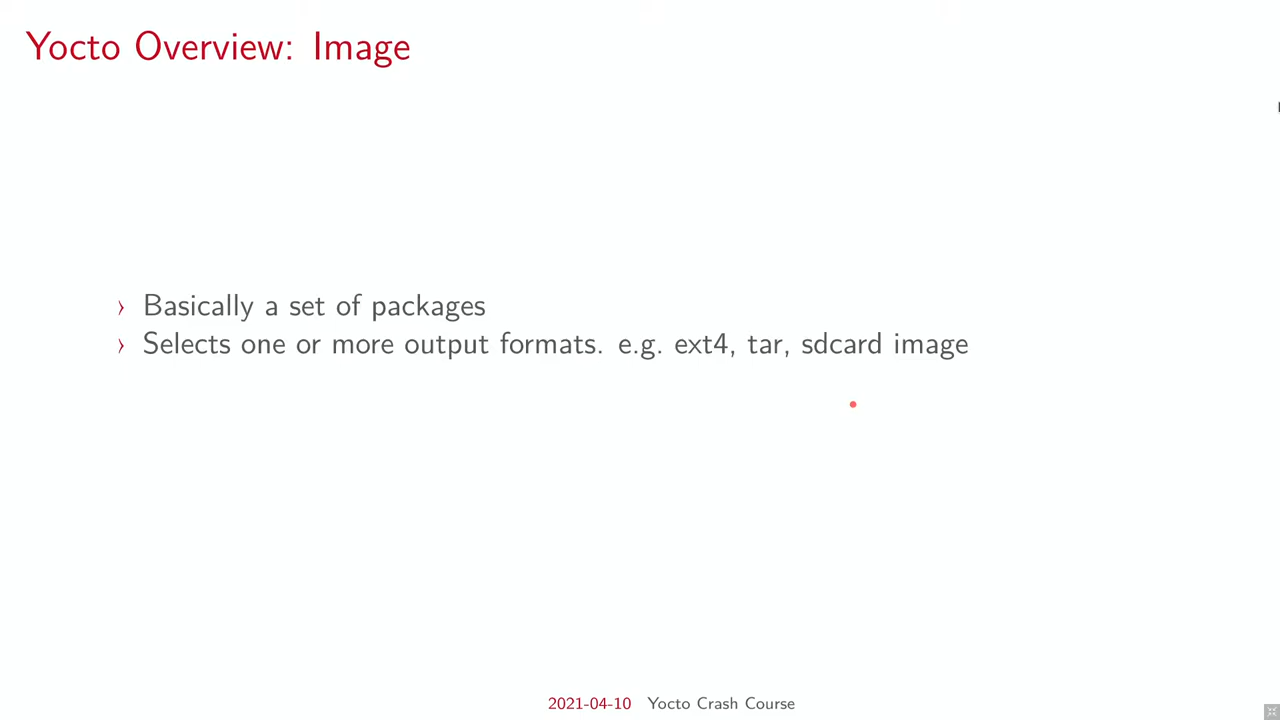 Yocto Overview: Image
› Basically a set of packages
› Selects one or more output formats. e.g. ext4, tar, sdcard image
2021-04-10 Yocto Crash Course